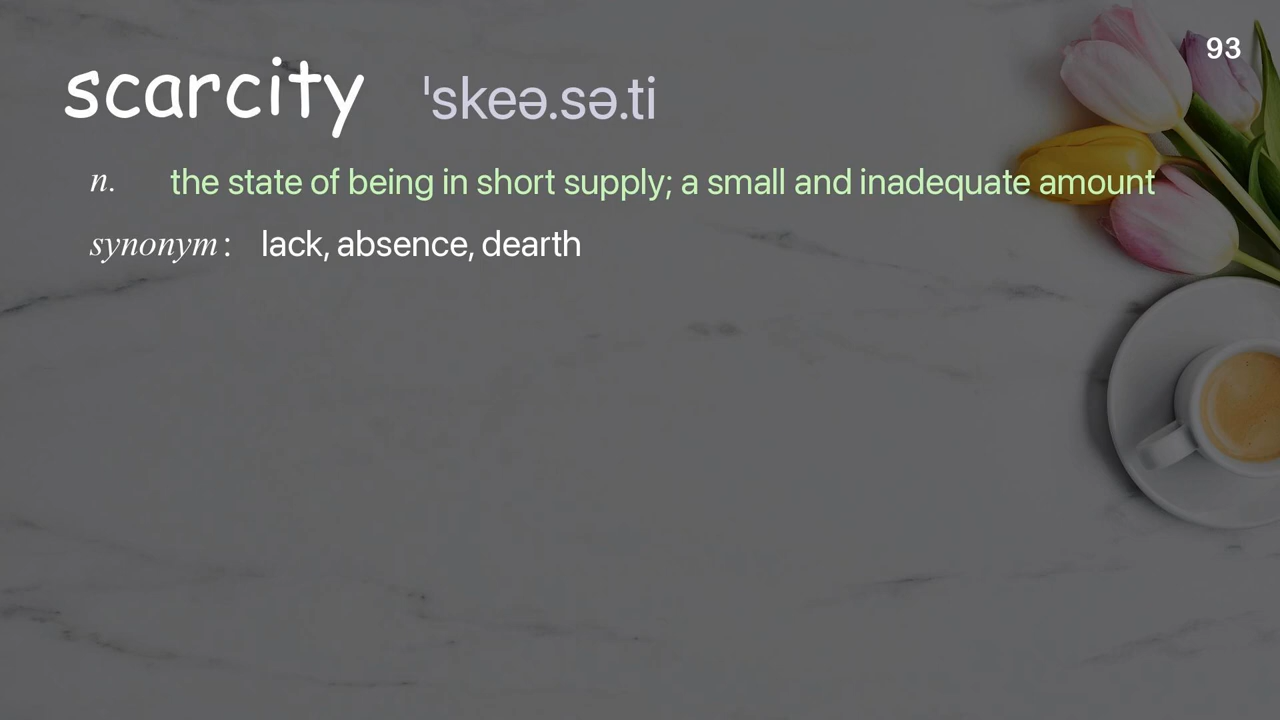 93
scarcity ˈskeə.sə.ti
n. the state of being in short supply; a small and inadequate amount
synonym: lack, absence, dearth